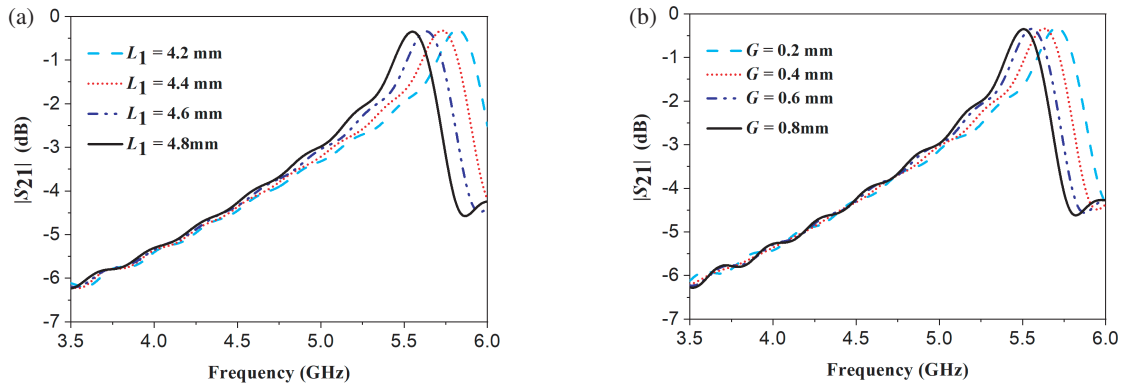 (a)
0
-1
-2
-3
-4
-5
-6
-7
|S21| (dB)
L1 = 4.2 mm
L1 = 4.4 mm
L1 = 4.6 mm
L1 = 4.8mm
3.5 4.0 4.5 5.0 5.5 6.0
Frequency (GHz)
(b)
0
-1
-2
-3
-4
-5
-6
-7
|S21| (dB)
G = 0.2 mm
G = 0.4 mm
G = 0.6 mm
G = 0.8mm
3.5 4.0 4.5 5.0 5.5 6.0
Frequency (GHz)